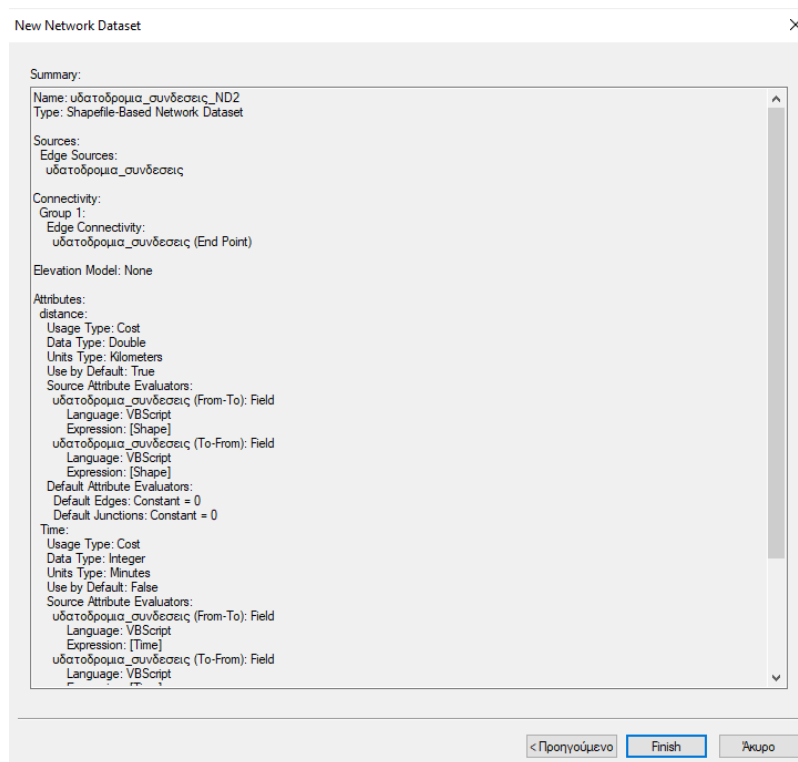 New Network Dataset
Summary:
Name: υδατοδρομια_συνδεσεις_ND2
Type: Shapefile-Based Network Dataset
Sources:
Edge Sources:
υδατοδρομια_συνδεσεις
Connectivity:
Group 1:
Edge Connectivity:
υδατοδρομια_συνδεσεις (End Point)
Elevation Model: None
Attributes:
distance:
Usage Type: Cost
Data Type: Double
Units Type: Kilometers
Use by Default: True
Source Attribute Evaluators:
υδατοδρομια_συνδεσεις (From-To): Field
Language: VBScript
Expression: [Shape]
υδατοδρομια_συνδεσεις (To-From): Field
Language: VBScript
Expression: [Shape]
Default Attribute Evaluators:
Default Edges: Constant = 0
Default Junctions: Constant = 0
Time:
Usage Type: Cost
Data Type: Integer
Units Type: Minutes
Use by Default: False
Source Attribute Evaluators:
υδατοδρομια_συνδεσεις (From-To): Field
Language: VBScript
Expression: [Time]
υδατοδρομια_συνδεσεις (To-From): Field
Language: VBScript
< Προηγούμενο
Finish
Άκυρο